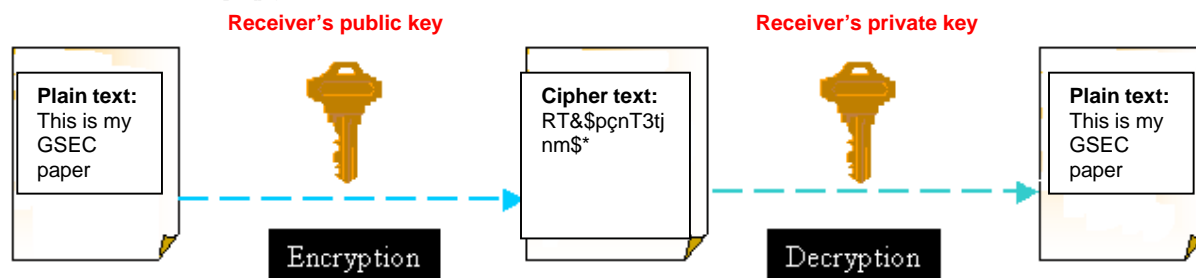 Receiver's public key
Receiver's private key
Plain text:
This is my
GSEC
paper
Cipher text:
RT&$pçnT3tj
nm$*
Plain text:
This is my
GSEC
paper
Encryption
Decryption